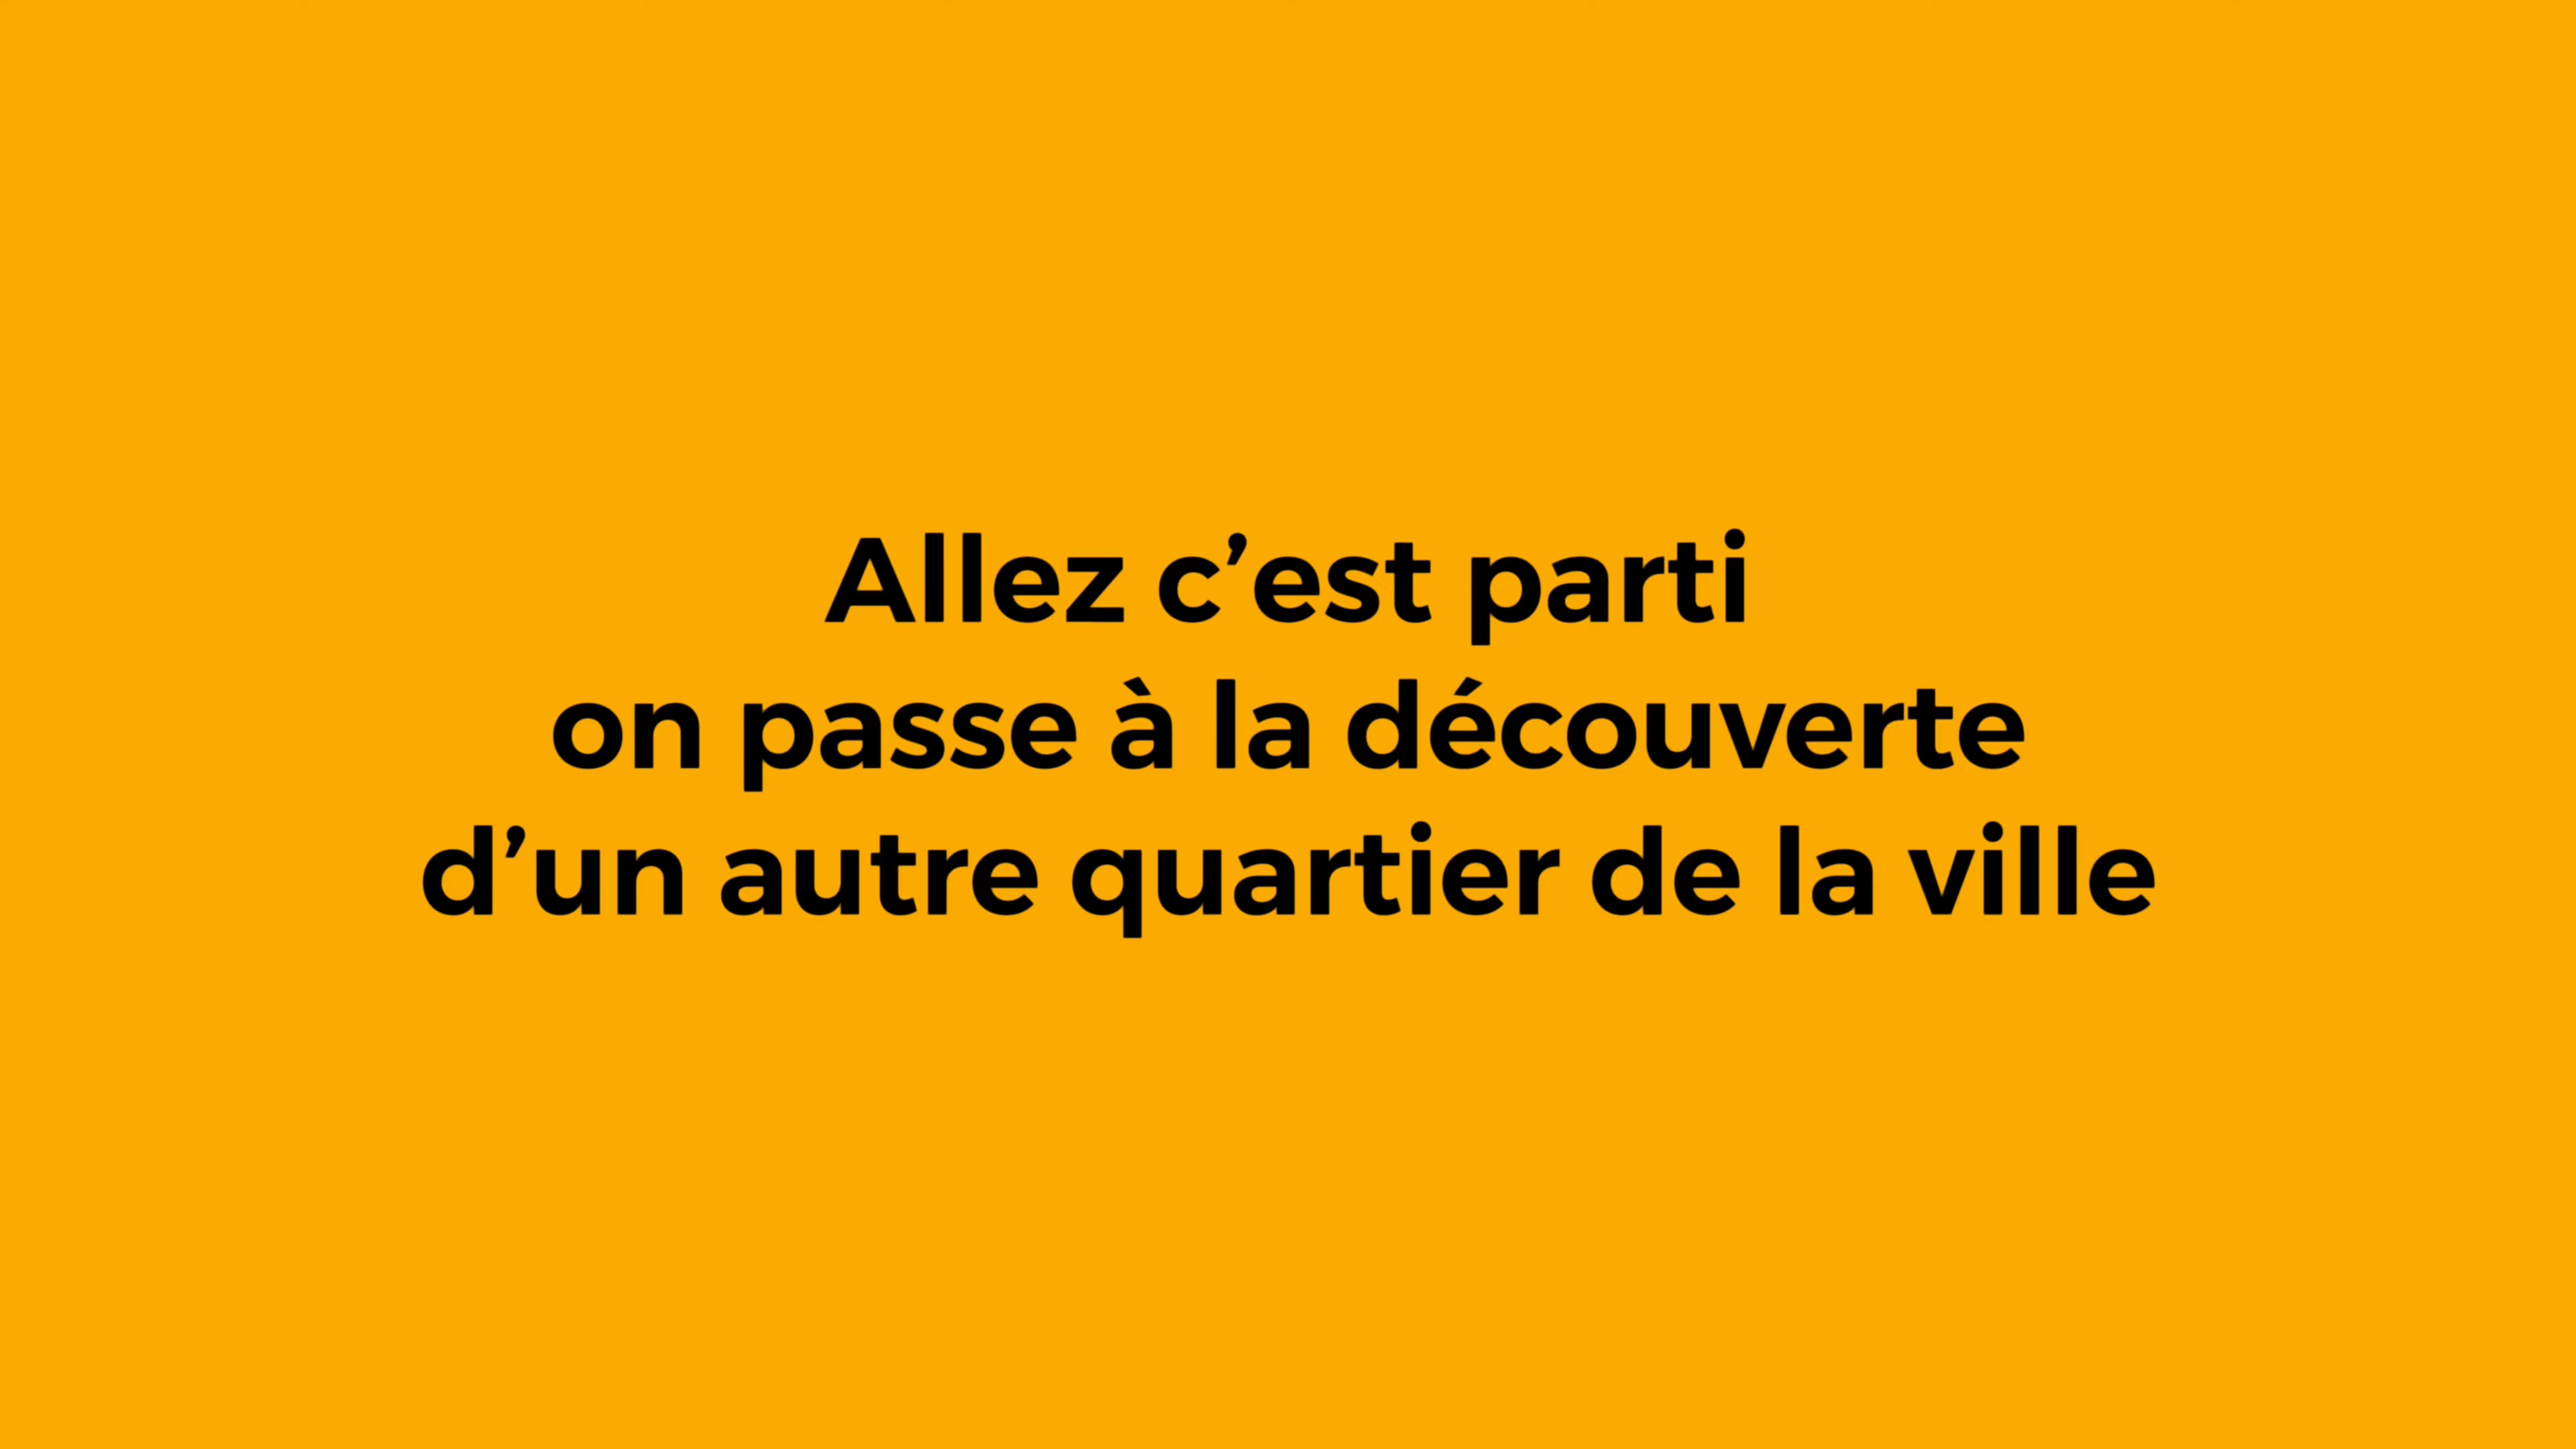 Allez c’est parti
on passe à la découverte
d’un autre quartier de la ville